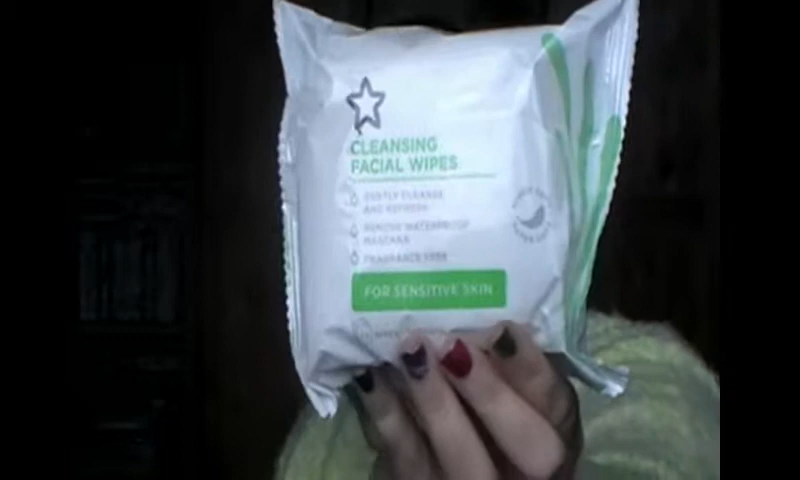 CLEANSING
FACIAL WIPES
GENTLY CLEANSE
AND REFRESH
REMOVE WATERPROOF
MASCARA
FRAGRANCE FREE
FOR SENSITIVE SKIN